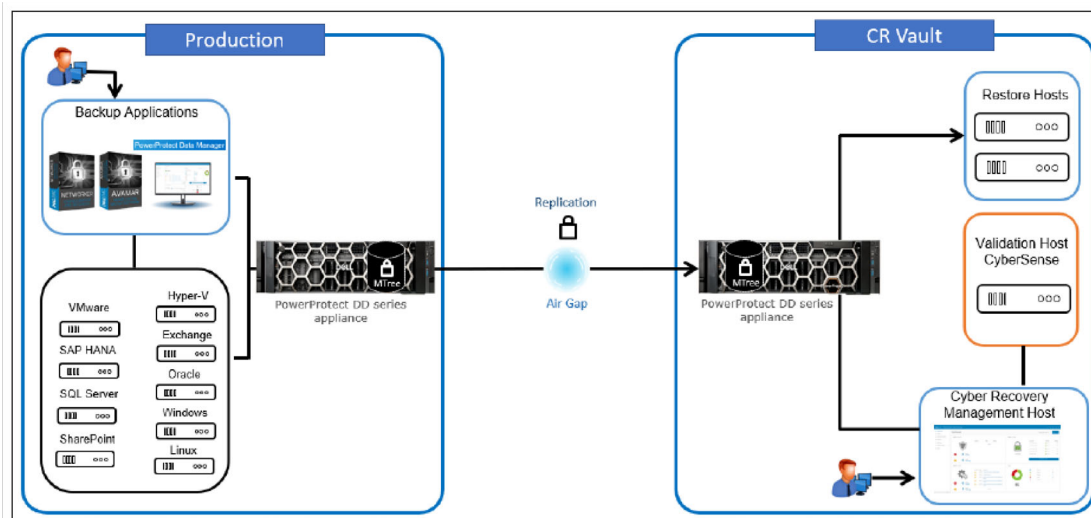 Production
CR Vault
Backup Applications
PowerProtect Data Manager
NETWORKER
AVAMAR
VMware
SAP HANA
SQL Server
SharePoint
Hyper-V
Exchange
Oracle
Windows
Linux
DELL
MTree
PowerProtect DD series
appliance
Replication
Air Gap
MTree
PowerProtect DD series
appliance
Restore Hosts
Validation Host
CyberSense
Cyber Recovery
Management Host